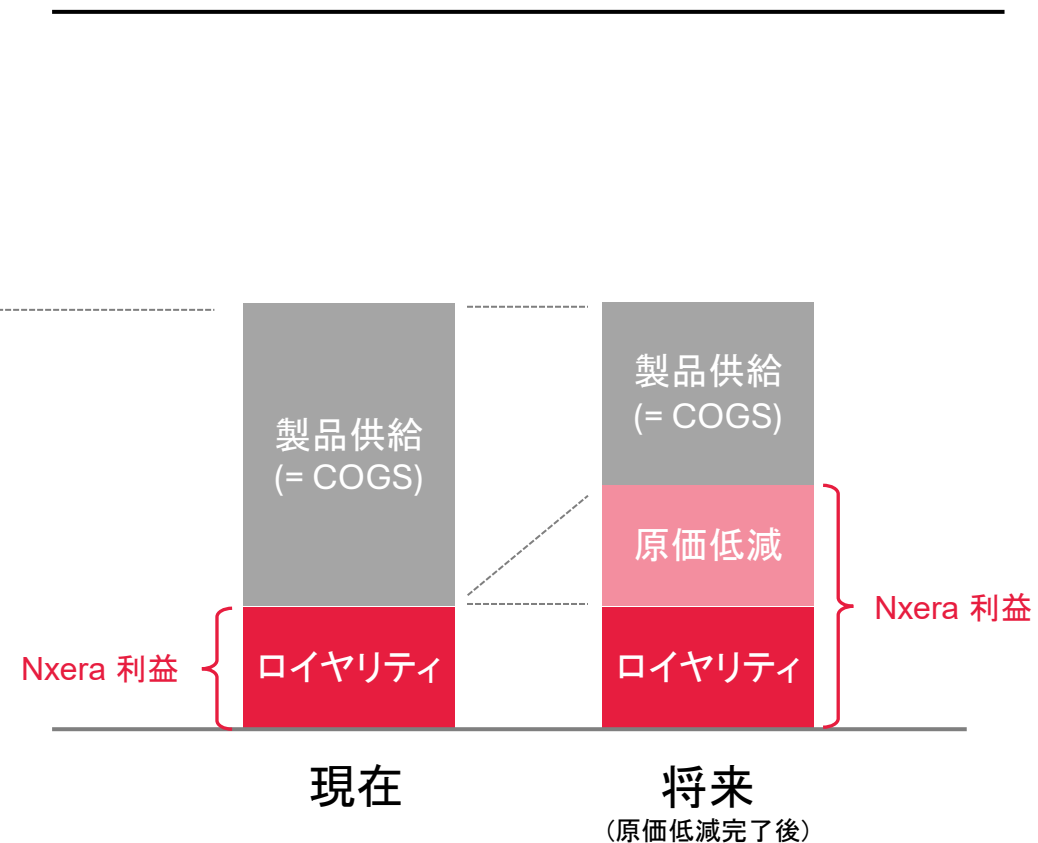 製品供給
(= COGS)
製品供給
(= COGS)
原価低減
Nxera 利益
ロイヤリティ
ロイヤリティ
Nxera 利益
現在
将来
(原価低減完了後)